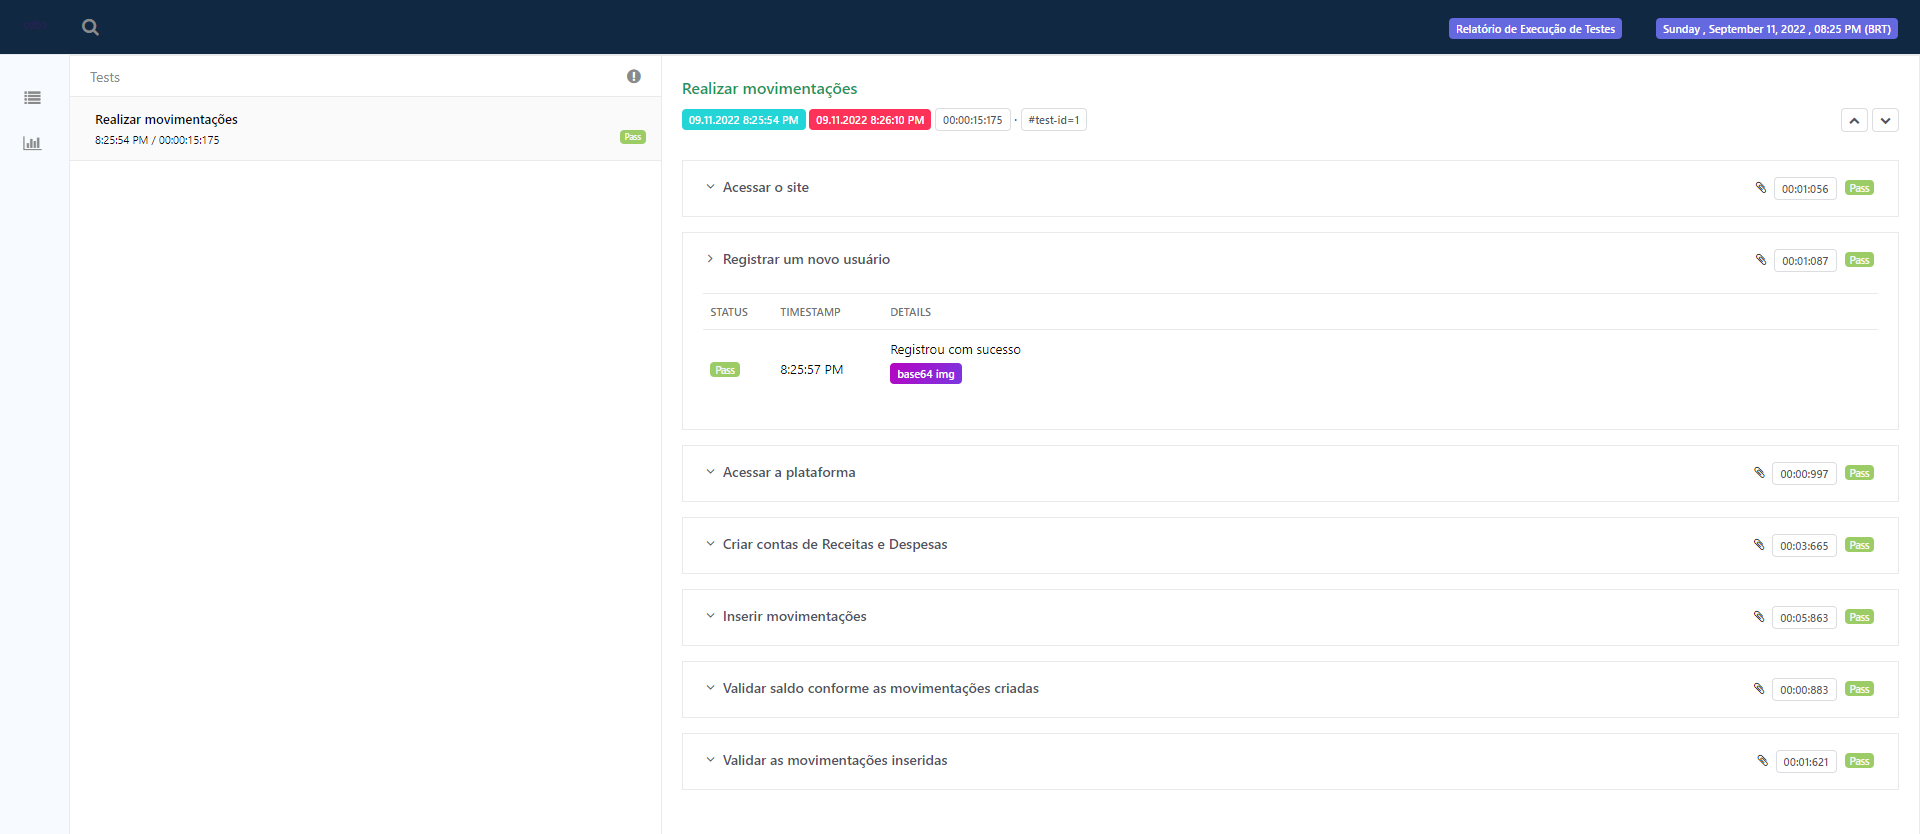 Relatório de Execução de Testes
Sunday , September 11, 2022 , 08:25 PM (BRT)
Tests
Realizar movimentações
8:25:54 PM / 00:00:15:175
Pass
Realizar movimentações
09.11.2022 8:25:54 PM 09.11.2022 8:26:10 PM 00:00:15:175 · #test-id=1
Acessar o site 00:01:056 Pass
Registrar um novo usuário 00:01:087 Pass
STATUS TIMESTAMP DETAILS
Pass 8:25:57 PM Registrou com sucesso
base64 img
Acessar a plataforma 00:00:997 Pass
Criar contas de Receitas e Despesas 00:03:665 Pass
Inserir movimentações 00:05:863 Pass
Validar saldo conforme as movimentações criadas 00:00:883 Pass
Validar as movimentações inseridas 00:01:621 Pass